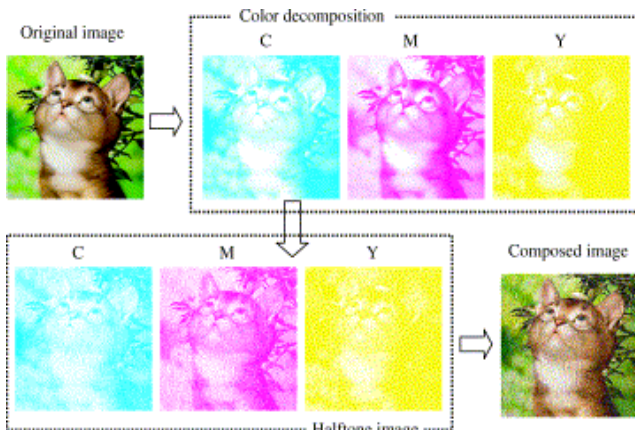 Color decomposition
Original image
C M Y
C M Y
Composed image
Halftone image